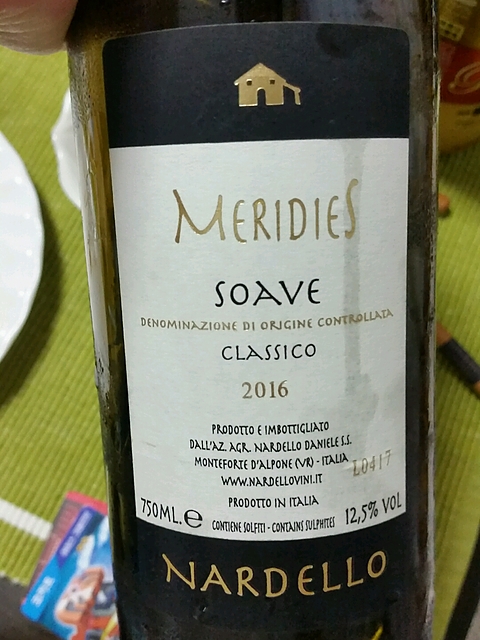 MERIDIES
SOAVE
DENOMINAZIONE DI ORIGINE CONTROLLATA
CLASSICO
2016
PRODOTTO E IMBOTTIGLIATO
DALL'AZ. AGR. NARDELLO DANIELE S.S.
MONTEFORTE D'ALPONE (VR) - ITALIA
L0417
WWW.NARDELLOVINI.IT
PRODOTTO IN ITALIA
750ML.e CONTIENE SOLFITI - CONTAINS SULPHITES 12,5% VOL
NARDELLO